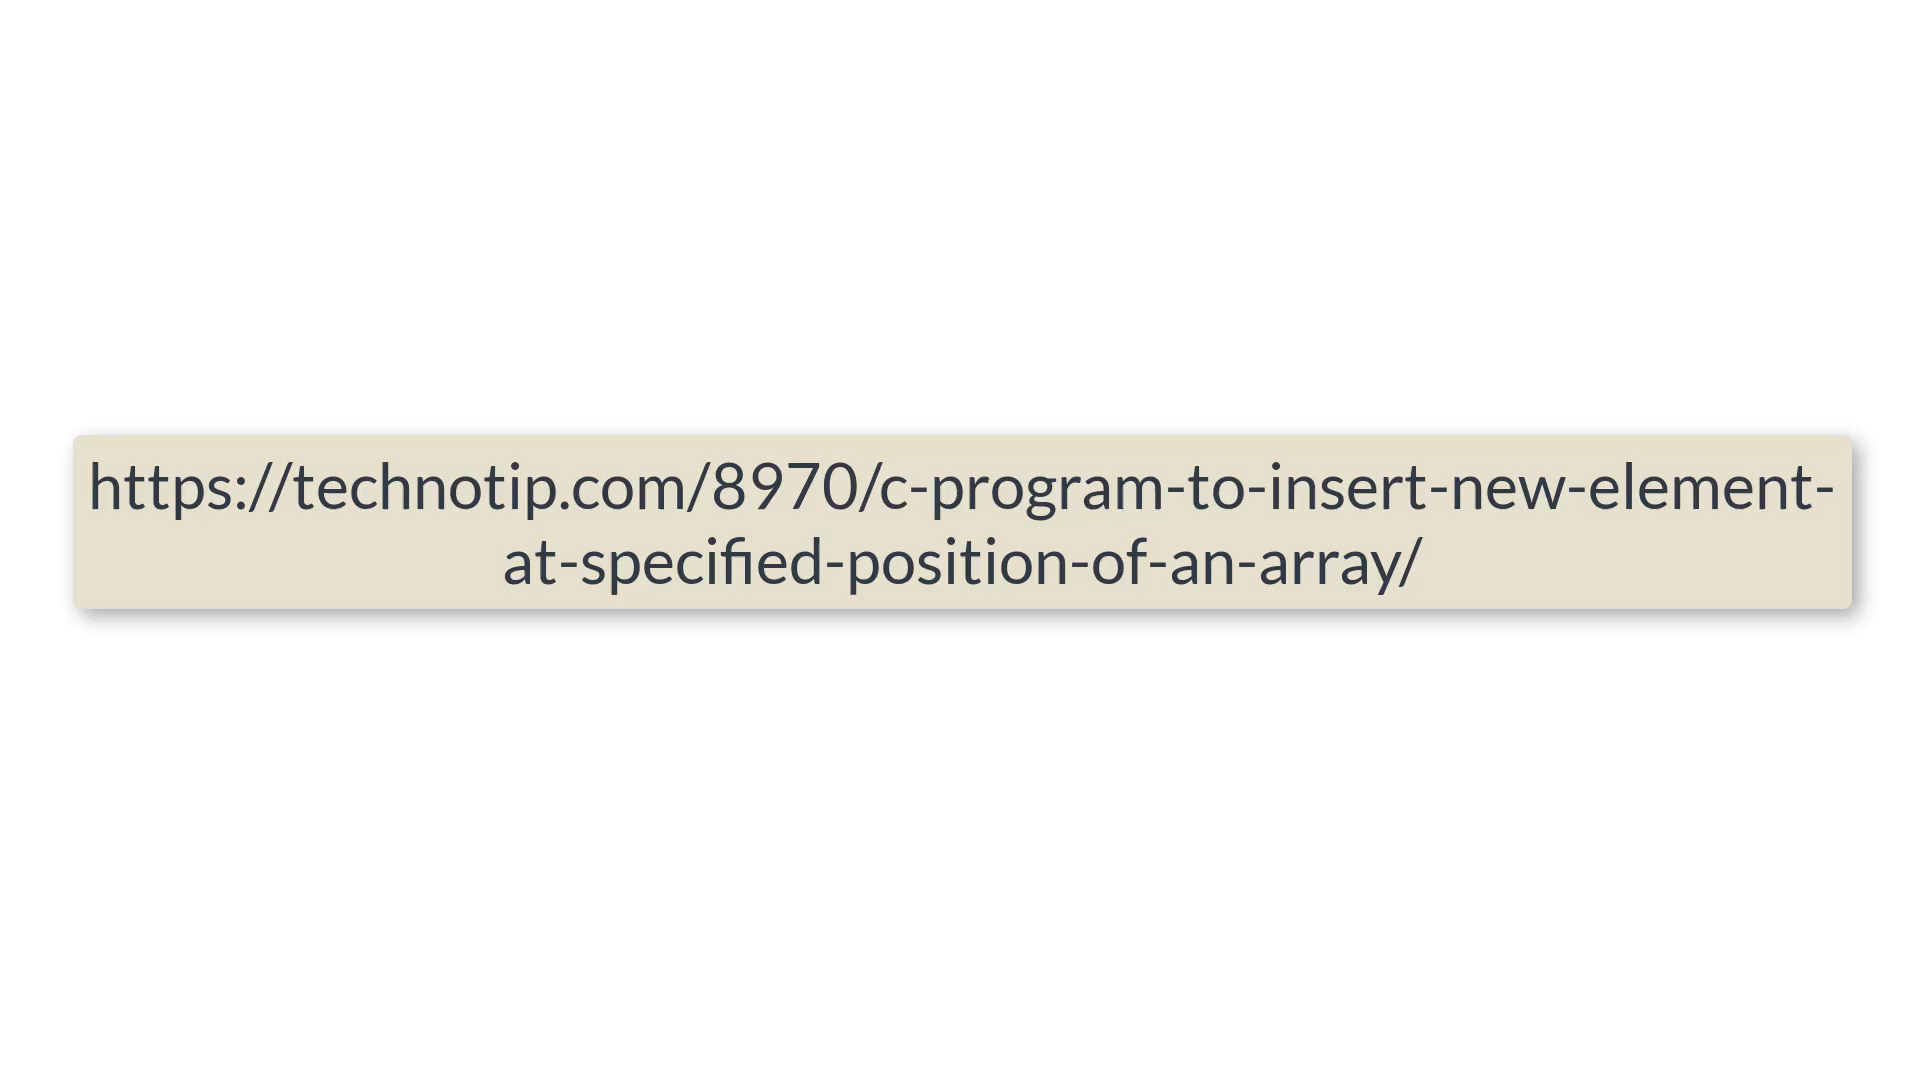 https://technotip.com/8970/c-program-to-insert-new-element-
at-specified-position-of-an-array/